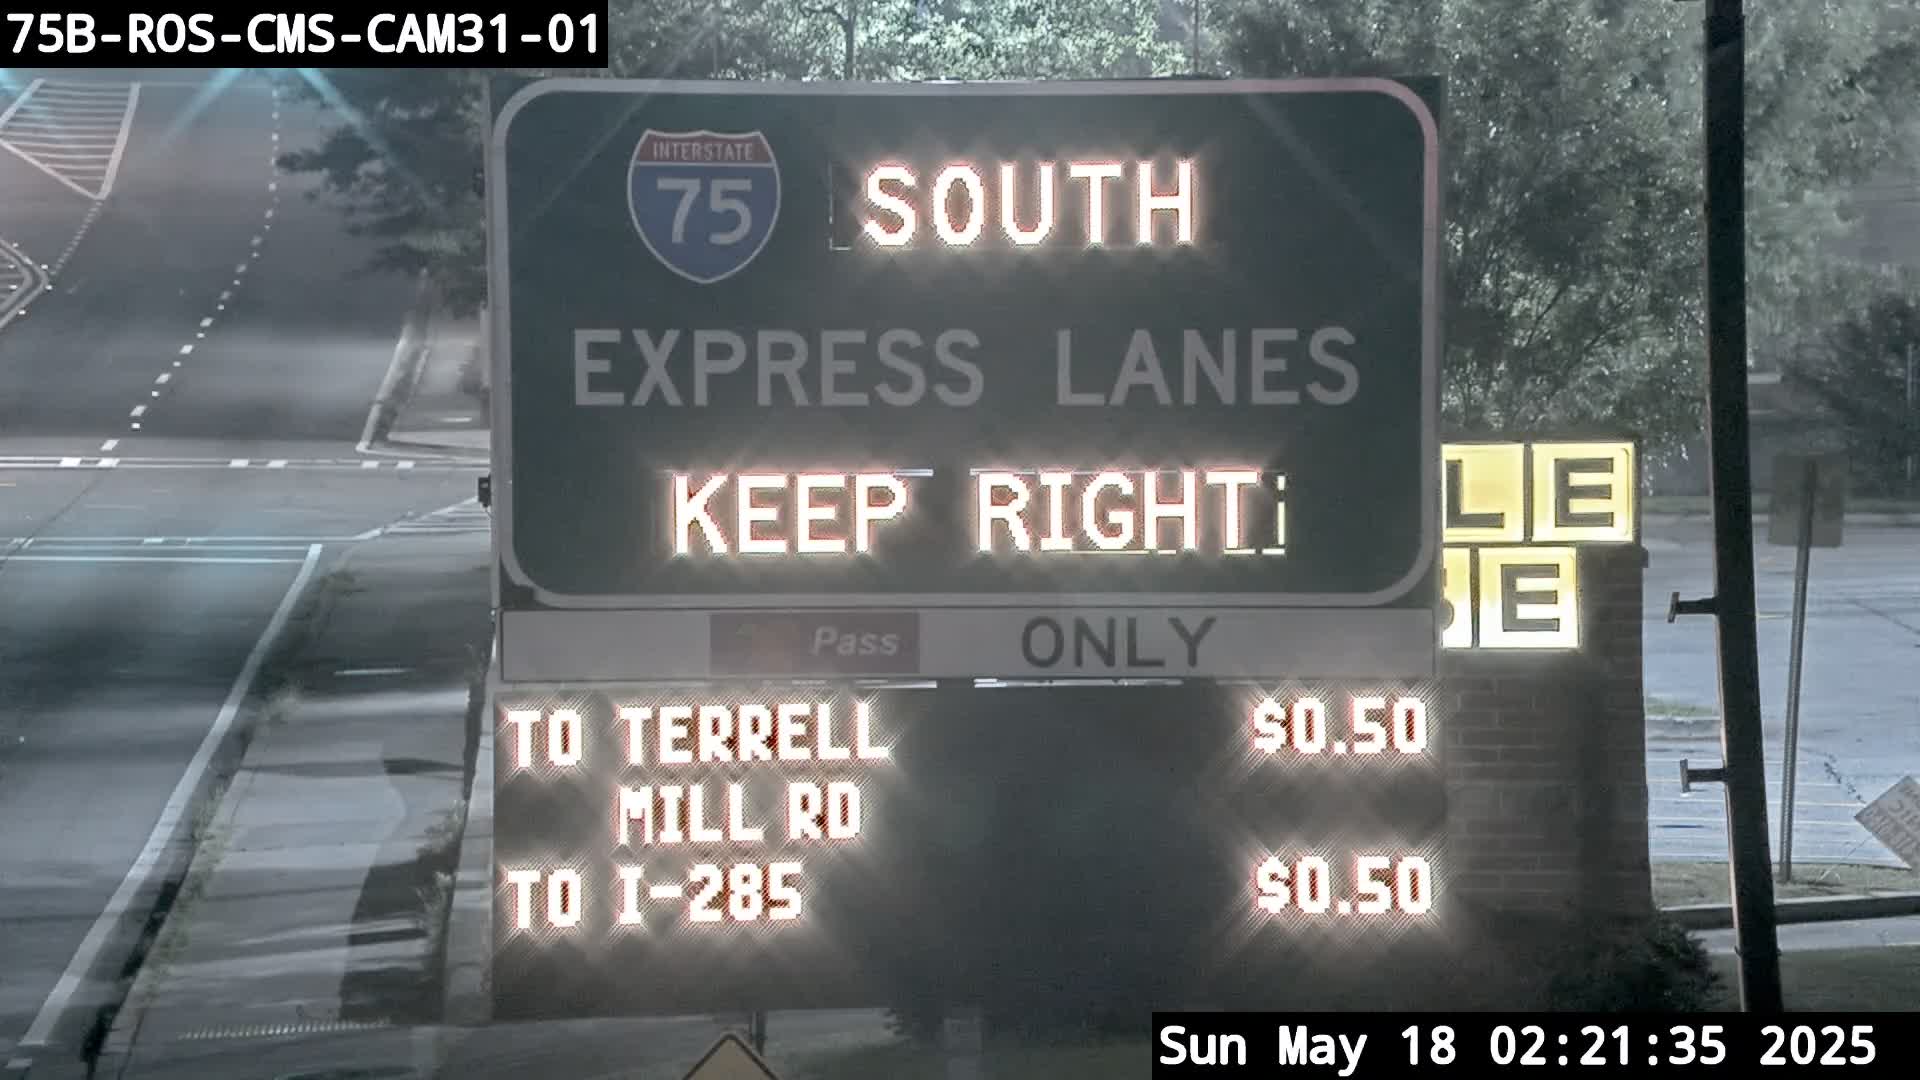 75B-ROS-CMS-CAM31-01
INTERSTATE
75
SOUTH
EXPRESS LANES
KEEP RIGHT
Pass ONLY
TO TERRELL $0.50
MILL RD
TO I-285 $0.50
LE
E
Sun May 18 02:21:35 2025